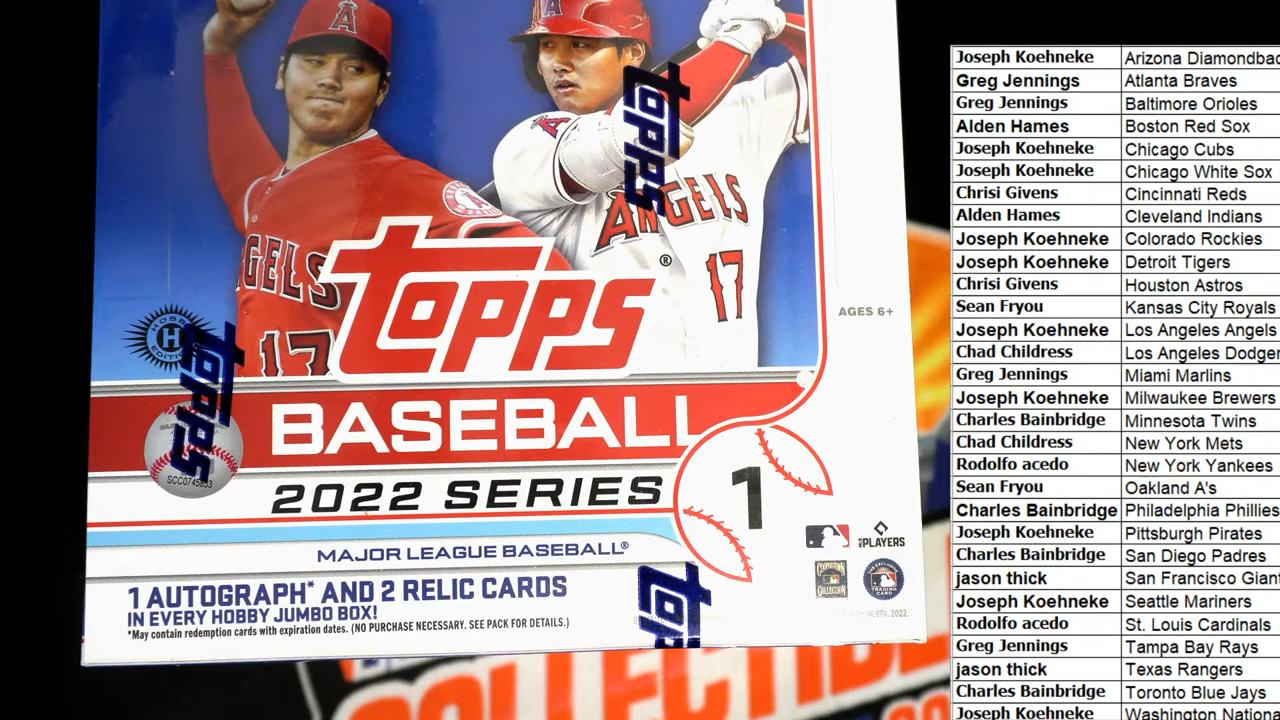 A
A
A
ANGELS
17
GELS
17
topps
topps
topps
topps
®
AGES 6+
HOBBY
H
EDITION
SCC0745853
BASEBALL
2022 SERIES
1
MAJOR LEAGUE BASEBALL®
PLAYERS
1 AUTOGRAPH* AND 2 RELIC CARDS
IN EVERY HOBBY JUMBO BOX!
*May contain redemption cards with expiration dates. (NO PURCHASE NECESSARY. SEE PACK FOR DETAILS.)
COLLECTIBLE
Joseph Koehneke Arizona Diamondbac
Greg Jennings Atlanta Braves
Greg Jennings Baltimore Orioles
Alden Hames Boston Red Sox
Joseph Koehneke Chicago Cubs
Joseph Koehneke Chicago White Sox
Chrisi Givens Cincinnati Reds
Alden Hames Cleveland Indians
Joseph Koehneke Colorado Rockies
Joseph Koehneke Detroit Tigers
Chrisi Givens Houston Astros
Sean Fryou Kansas City Royals
Joseph Koehneke Los Angeles Angels
Chad Childress Los Angeles Dodger
Greg Jennings Miami Marlins
Joseph Koehneke Milwaukee Brewers
Charles Bainbridge Minnesota Twins
Chad Childress New York Mets
Rodolfo acedo New York Yankees
Sean Fryou Oakland A's
Charles Bainbridge Philadelphia Phillies
Joseph Koehneke Pittsburgh Pirates
Charles Bainbridge San Diego Padres
jason thick San Francisco Giant
Joseph Koehneke Seattle Mariners
Rodolfo acedo St. Louis Cardinals
Greg Jennings Tampa Bay Rays
jason thick Texas Rangers
Charles Bainbridge Toronto Blue Jays
Joseph Koehneke Washington Nationa